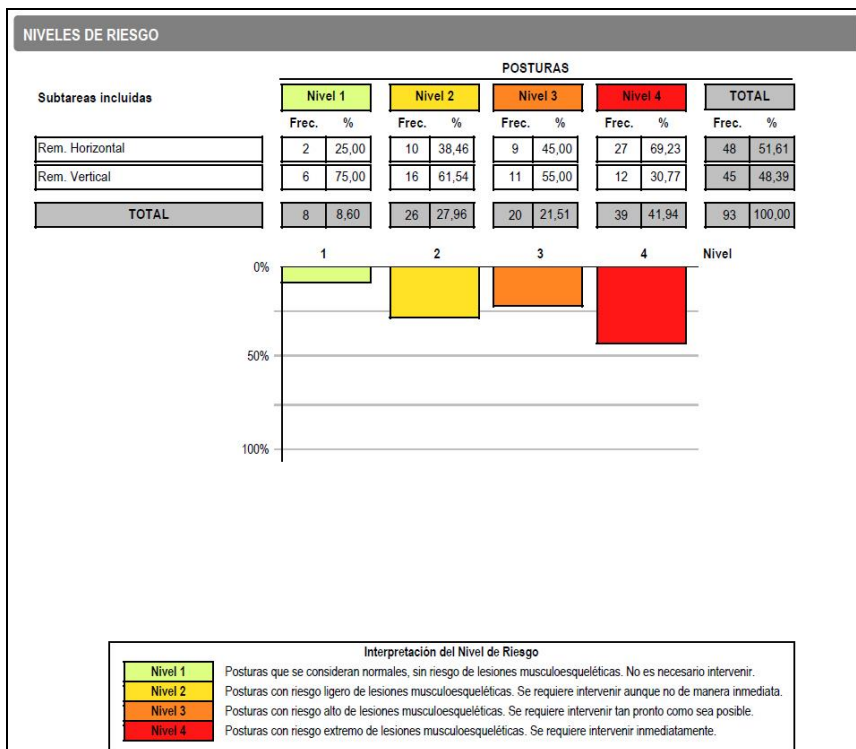 NIVELES DE RIESGO
POSTURAS
Subtareas incluidas Nivel 1 Nivel 2 Nivel 3 Nivel 4 TOTAL
Frec. % Frec. % Frec. % Frec. % Frec. %
Rem. Horizontal 2 25,00 10 38,46 9 45,00 27 69,23 48 51,61
Rem. Vertical 6 75,00 16 61,54 11 55,00 12 30,77 45 48,39
TOTAL 8 8,60 26 27,96 20 21,51 39 41,94 93 100,00
1 2 3 4 Nivel
0%
50%
100%
Interpretación del Nivel de Riesgo
Nivel 1 Posturas que se consideran normales, sin riesgo de lesiones musculoesqueléticas. No es necesario intervenir.
Nivel 2 Posturas con riesgo ligero de lesiones musculoesqueléticas. Se requiere intervenir aunque no de manera inmediata.
Nivel 3 Posturas con riesgo alto de lesiones musculoesqueléticas. Se requiere intervenir tan pronto como sea posible.
Nivel 4 Posturas con riesgo extremo de lesiones musculoesqueléticas. Se requiere intervenir inmediatamente.